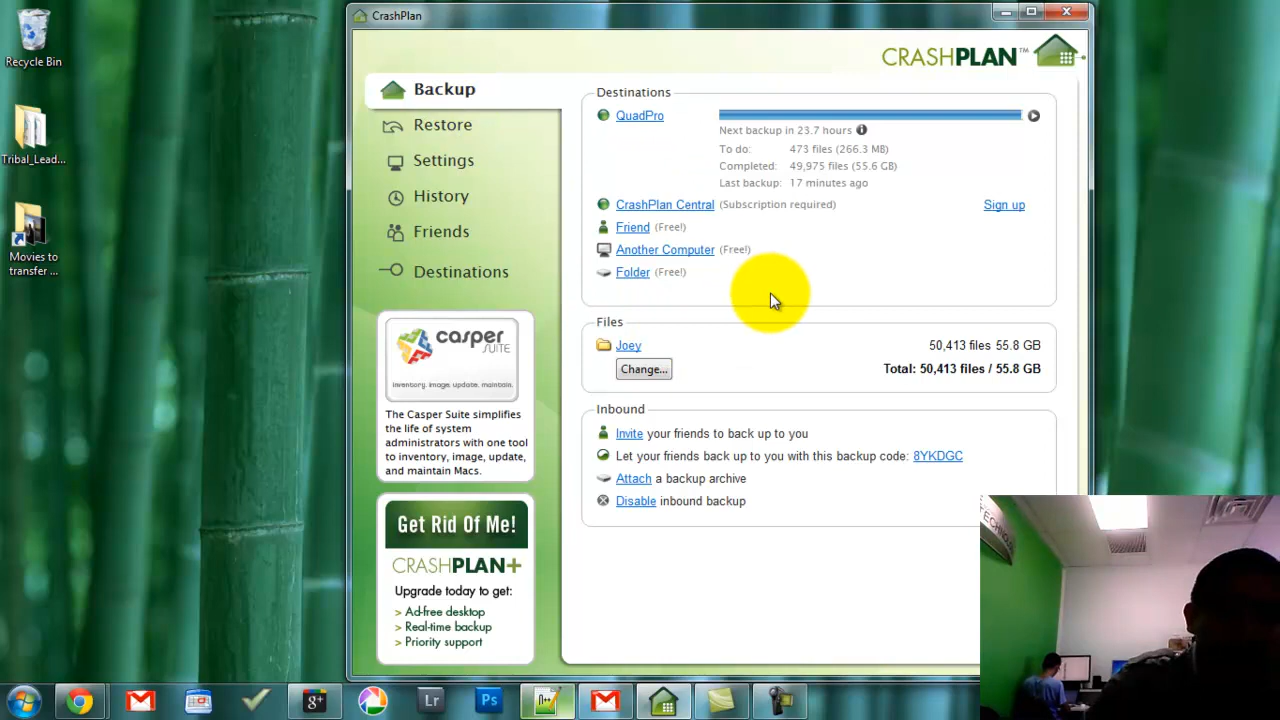 CrashPlan
Recycle Bin
Tribal_Lead...
Movies to
transfer ...
CRASHPLAN™
Backup
Restore
Settings
History
Friends
Destinations
Destinations
QuadPro
Next backup in 23.7 hours
To do: 473 files (266.3 MB)
Completed: 49,975 files (55.6 GB)
Last backup: 17 minutes ago
CrashPlan Central (Subscription required) Sign up
Friend (Free!)
Another Computer (Free!)
Folder (Free!)
Files
Joey 50,413 files 55.8 GB
Change... Total: 50,413 files / 55.8 GB
Inbound
Invite your friends to back up to you
Let your friends back up to you with this backup code: 8YKDGC
Attach a backup archive
Disable inbound backup
casper
SUITE
inventory. image. update. maintain.
The Casper Suite simplifies
the life of system
administrators with one tool
to inventory, image, update,
and maintain Macs.
Get Rid Of Me!
CRASHPLAN+
Upgrade today to get:
> Ad-free desktop
> Real-time backup
> Priority support
TECHNOLO
Lr
Ps
g+